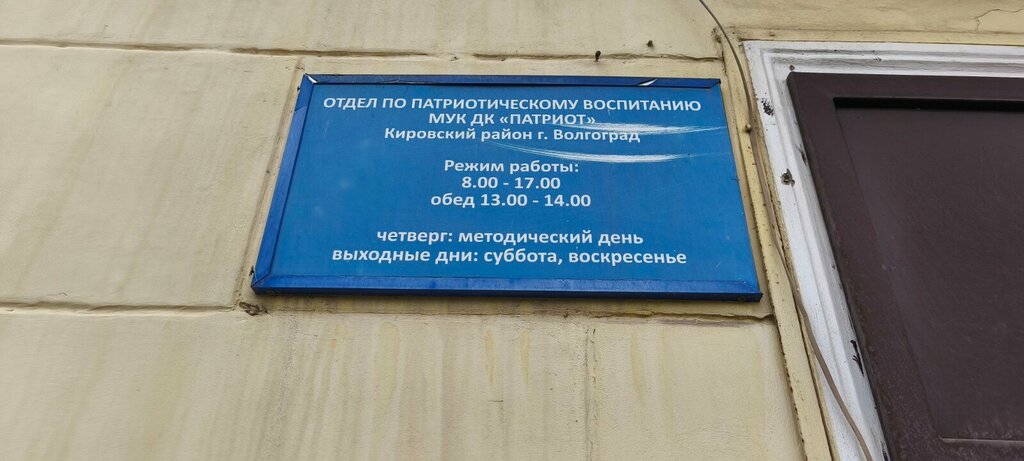 ОТДЕЛ ПО ПАТРИОТИЧЕСКОМУ ВОСПИТАНИЮ
МУК ДК «ПАТРИОТ»
Кировский район г. Волгоград
Режим работы:
8.00 - 17.00
обед 13.00 - 14.00
четверг: методический день
выходные дни: суббота, воскресенье